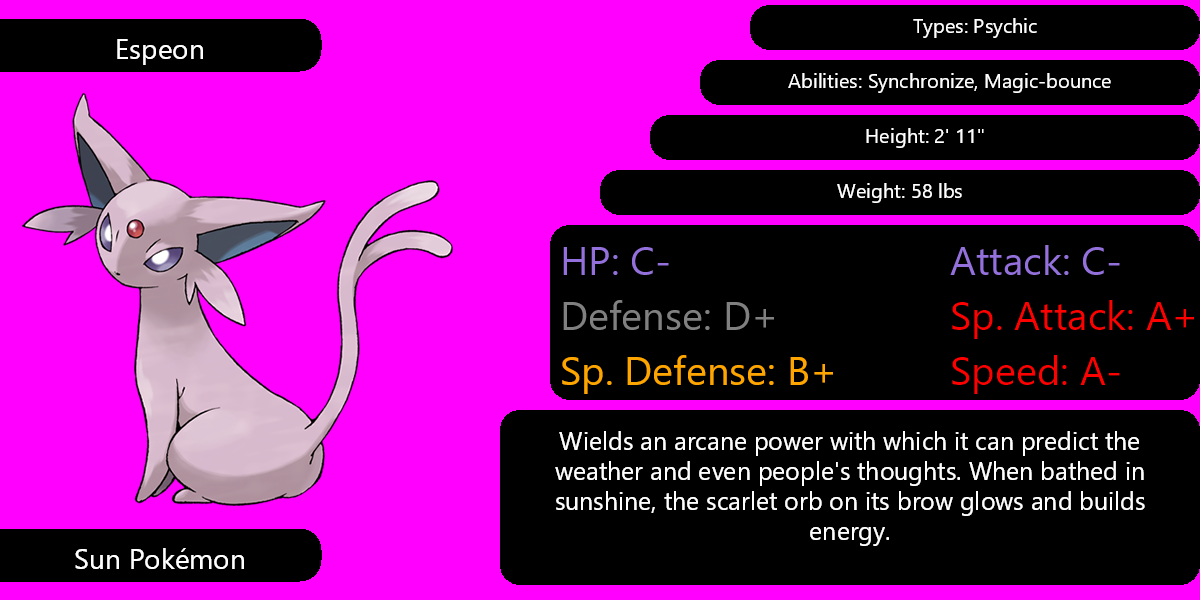 Espeon
Types: Psychic
Abilities: Synchronize, Magic-bounce
Height: 2' 11"
Weight: 58 lbs
HP: C-
Attack: C-
Defense: D+
Sp. Attack: A+
Sp. Defense: B+
Speed: A-
Wields an arcane power with which it can predict the
weather and even people's thoughts. When bathed in
sunshine, the scarlet orb on its brow glows and builds
energy.
Sun Pokémon